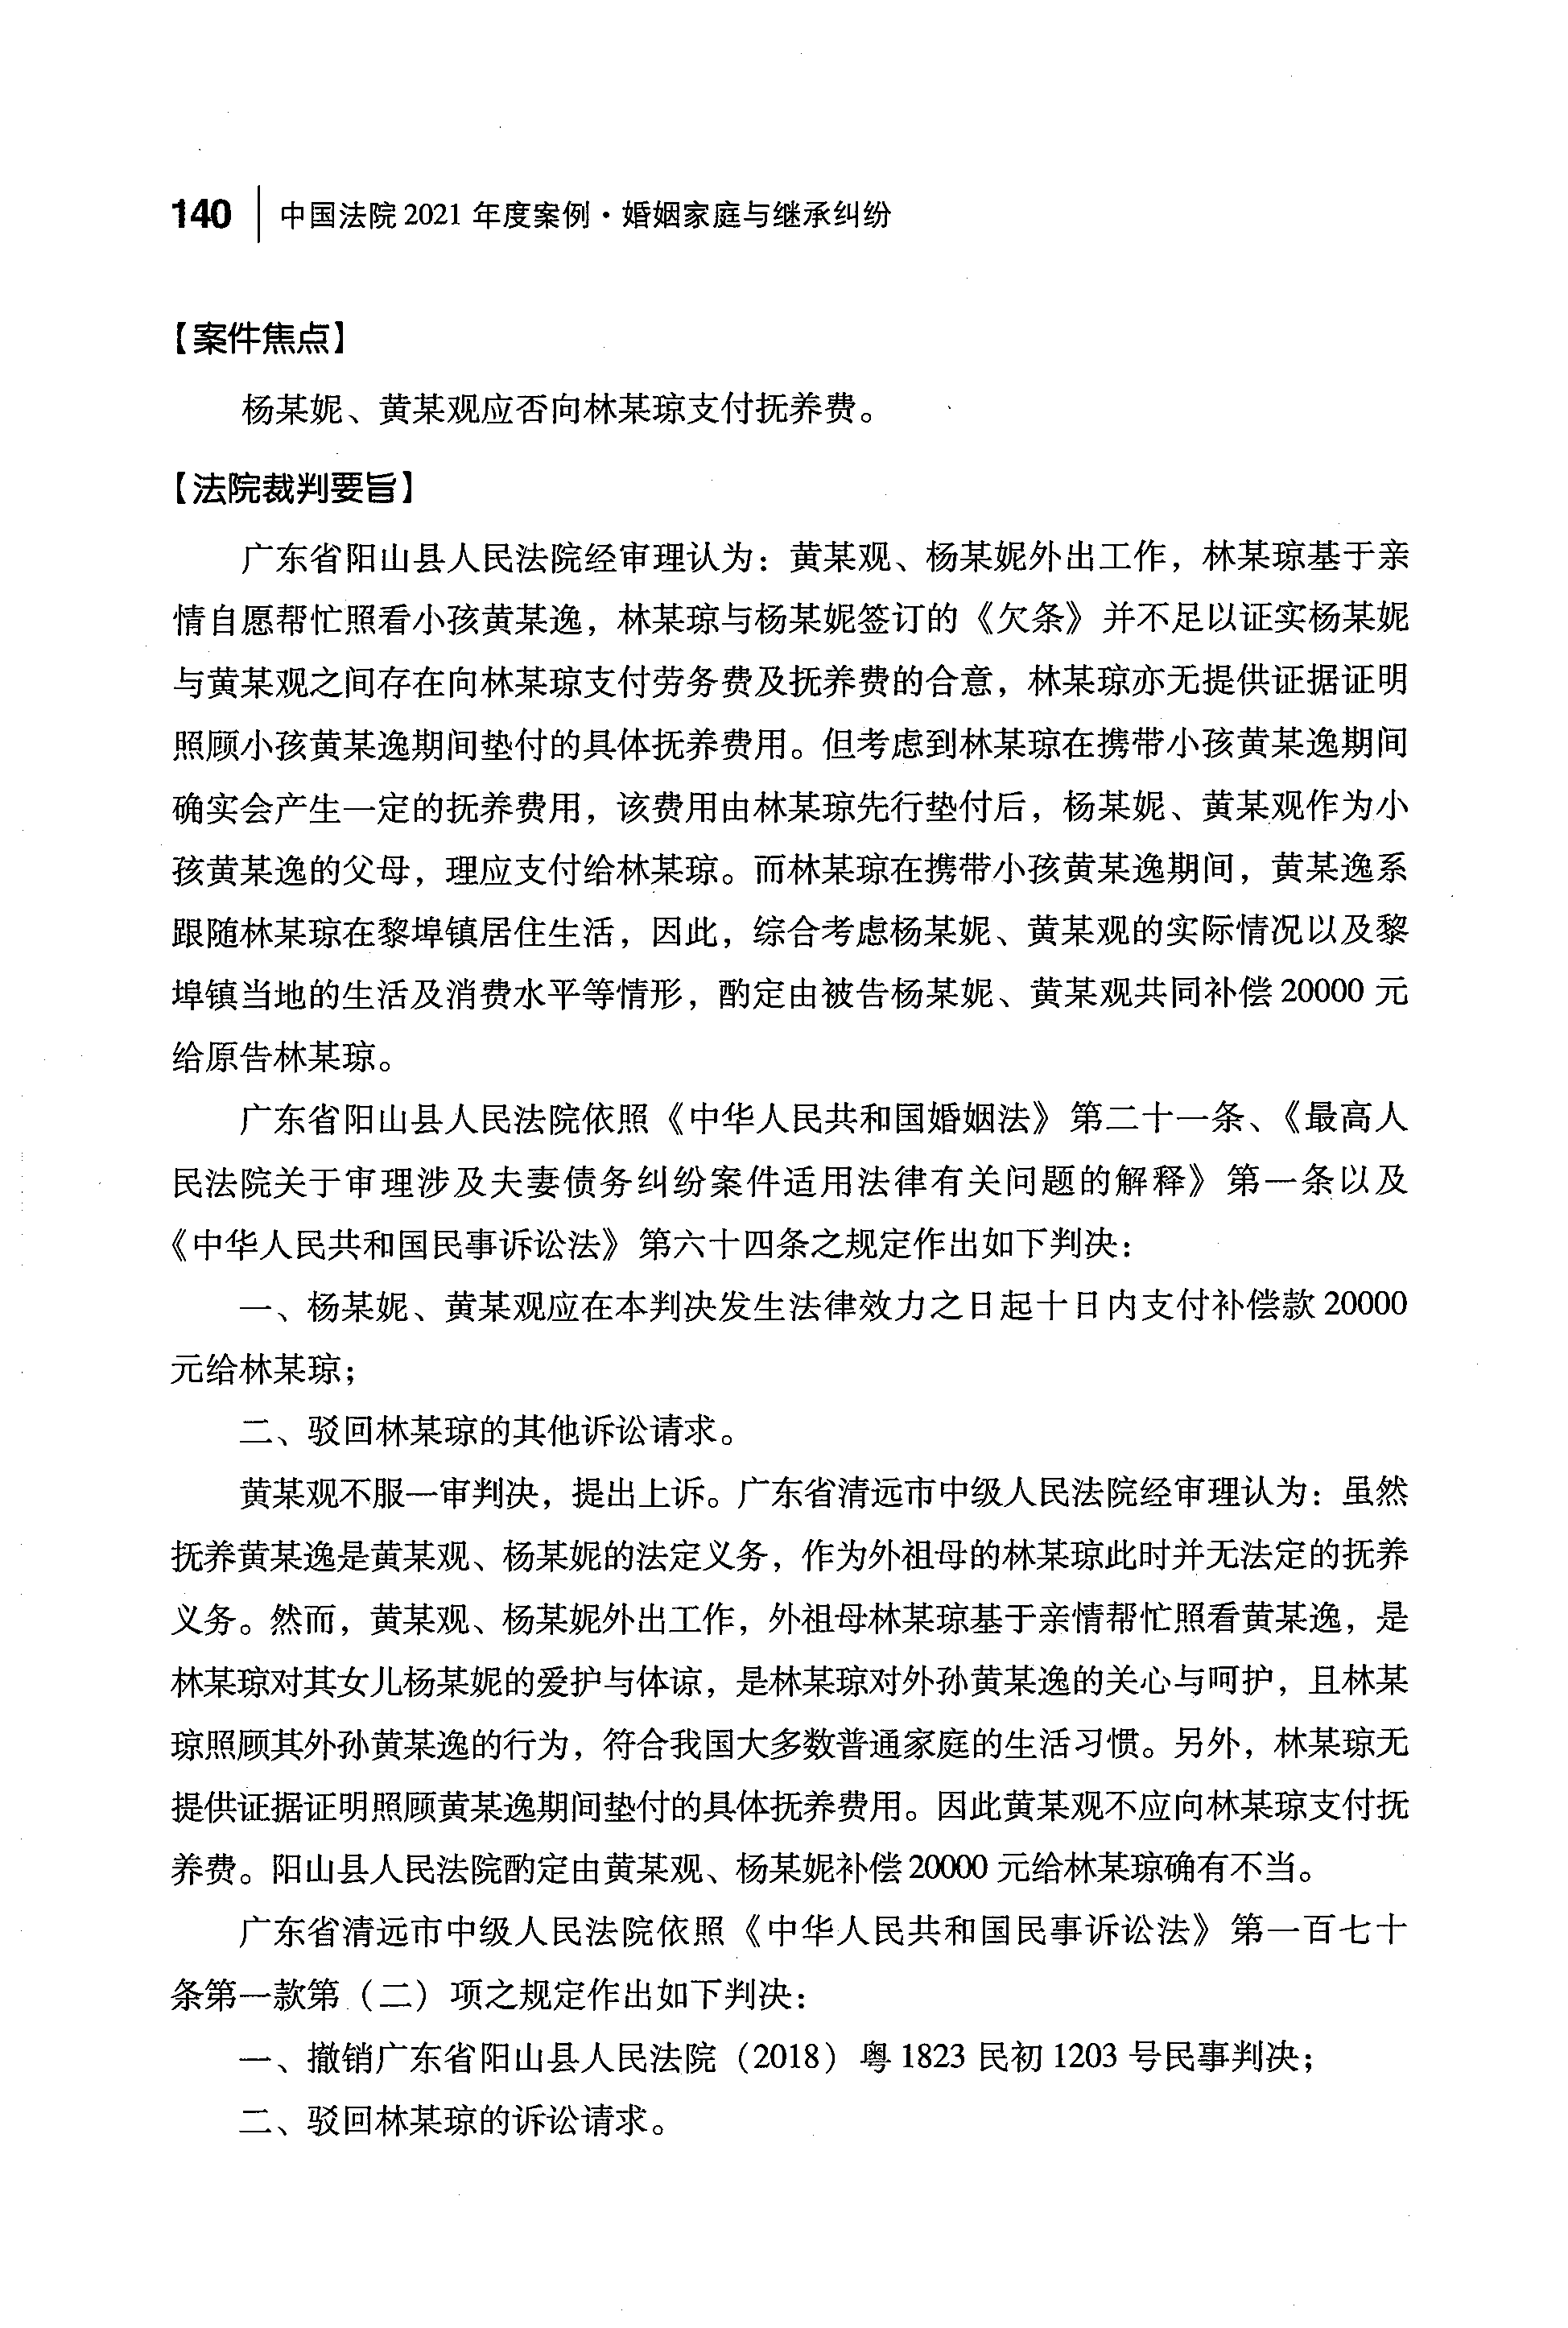 140 中国法院 2021 年度案例·婚姻家庭与继承纠纷
【案件焦点】
杨某妮、黄某观应否向林某琼支付抚养费。
【法院裁判要旨】
广东省阳山县人民法院经审理认为：黄某观、杨某妮外出工作，林某琼基于亲
情自愿帮忙照看小孩黄某逸，林某琼与杨某妮签订的《欠条》并不足以证实杨某妮
与黄某观之间存在向林某琼支付劳务费及抚养费的合意，林某琼亦无提供证据证明
照顾小孩黄某逸期间垫付的具体抚养费用。但考虑到林某琼在携带小孩黄某逸期间
确实会产生一定的抚养费用，该费用由林某琼先行垫付后，杨某妮、黄某观作为小
孩黄某逸的父母，理应支付给林某琼。而林某琼在携带小孩黄某逸期间，黄某逸系
跟随林某琼在黎埠镇居住生活，因此，综合考虑杨某妮、黄某观的实际情况以及黎
埠镇当地的生活及消费水平等情形，酌定由被告杨某妮、黄某观共同补偿 20000 元
给原告林某琼。
广东省阳山县人民法院依照《中华人民共和国婚姻法》第二十一条、《最高人
民法院关于审理涉及夫妻债务纠纷案件适用法律有关问题的解释》第一条以及
《中华人民共和国民事诉讼法》第六十四条之规定作出如下判决：
一、杨某妮、黄某观应在本判决发生法律效力之日起十日内支付补偿款 20000
元给林某琼；
二、驳回林某琼的其他诉讼请求。
黄某观不服一审判决，提出上诉。广东省清远市中级人民法院经审理认为：虽然
抚养黄某逸是黄某观、杨某妮的法定义务，作为外祖母的林某琼此时并无法定的抚养
义务。然而，黄某观、杨某妮外出工作，外祖母林某琼基于亲情帮忙照看黄某逸，是
林某琼对其女儿杨某妮的爱护与体谅，是林某琼对外孙黄某逸的关心与呵护，且林某
琼照顾其外孙黄某逸的行为，符合我国大多数普通家庭的生活习惯。另外，林某琼无
提供证据证明照顾黄某逸期间垫付的具体抚养费用。因此黄某观不应向林某琼支付抚
养费。阳山县人民法院酌定由黄某观、杨某妮补偿 20000 元给林某琼确有不当。
广东省清远市中级人民法院依照《中华人民共和国民事诉讼法》第一百七十
条第一款第（二）项之规定作出如下判决：
一、撤销广东省阳山县人民法院（2018）粤 1823 民初 1203 号民事判决；
二、驳回林某琼的诉讼请求。